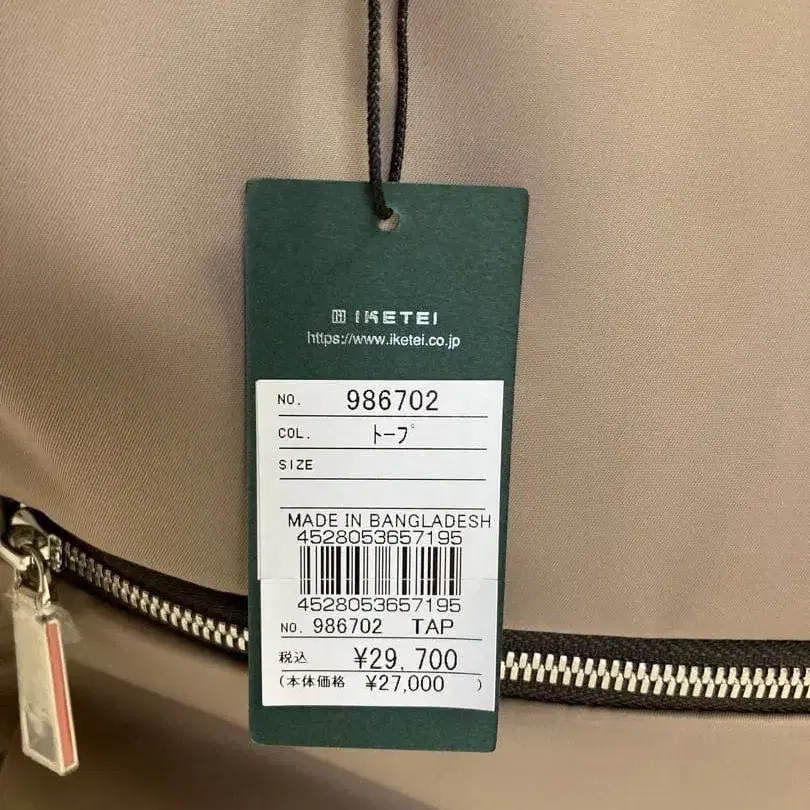 IKETEI
https://www.iketei.co.jp
NO. 986702
COL. トープ
SIZE
MADE IN BANGLADESH
4528053657195
4528053657195
NO. 986702 TAP
税込 ¥29,700
(本体価格 ¥27,000 )